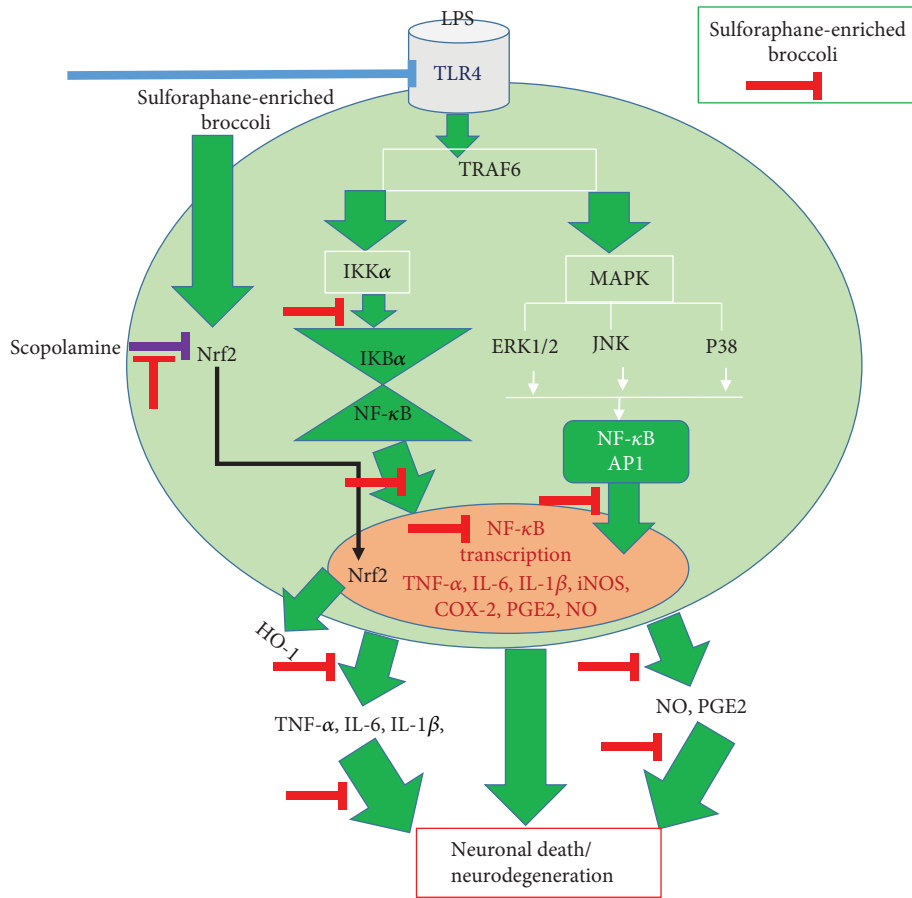 LPS
TLR4
Sulforaphane-enriched
broccoli
Sulforaphane-enriched
broccoli
TRAF6
IKKα
MAPK
ERK1/2
JNK
P38
Scopolamine
Nrf2
IKBα
NF-κB
NF-κB
AP1
NF-κB
transcription
Nrf2
TNF-α, IL-6, IL-1β, iNOS,
COX-2, PGE2, NO
HO-1
TNF-α, IL-6, IL-1β,
NO, PGE2
Neuronal death/
neurodegeneration